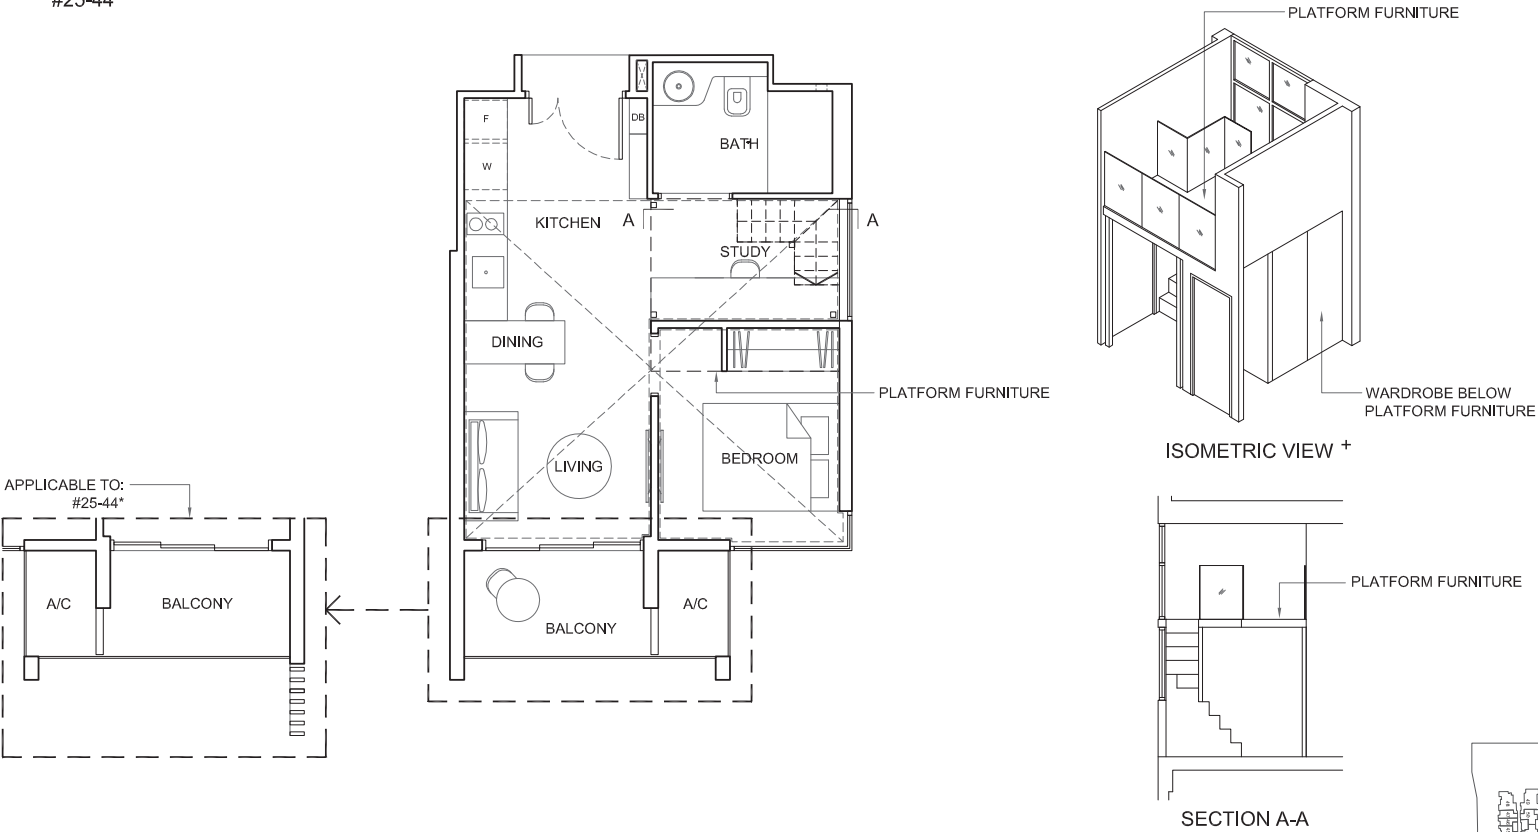 #25-44
PLATFORM FURNITURE
F
DB
BATH
W
KITCHEN
A
A
STUDY
DINING
PLATFORM FURNITURE
WARDROBE BELOW
PLATFORM FURNITURE
ISOMETRIC VIEW +
LIVING
BEDROOM
APPLICABLE TO:
#25-44*
A/C
BALCONY
BALCONY
A/C
PLATFORM FURNITURE
SECTION A-A